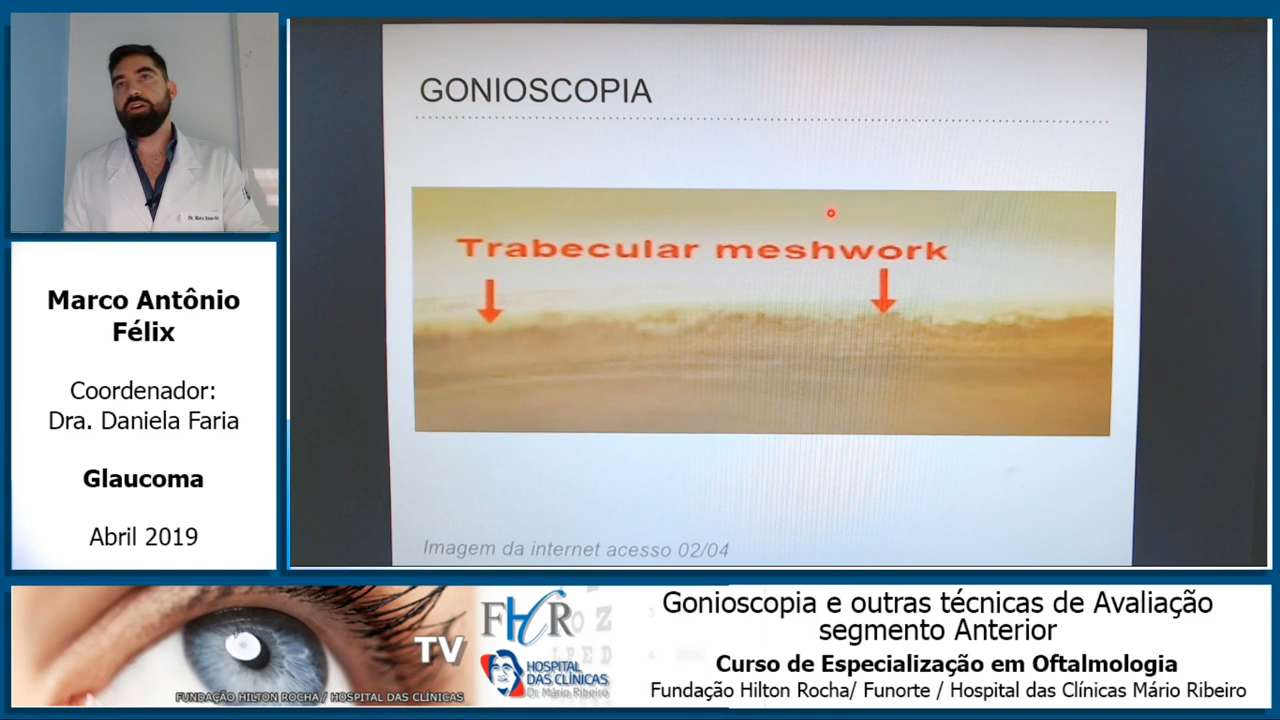 GONIOSCOPIA
Trabecular meshwork
Imagem da internet acesso 02/04
Marco Antônio
Félix
Coordenador:
Dra. Daniela Faria
Glaucoma
Abril 2019
TV
FUNDAÇÃO HILTON ROCHA / HOSPITAL DAS CLÍNICAS
FHCR
HOSPITAL
DAS CLÍNICAS
Dr. Mário Ribeiro
Gonioscopia e outras técnicas de Avaliação
segmento Anterior
Curso de Especialização em Oftalmologia
Fundação Hilton Rocha/ Funorte / Hospital das Clínicas Mário Ribeiro